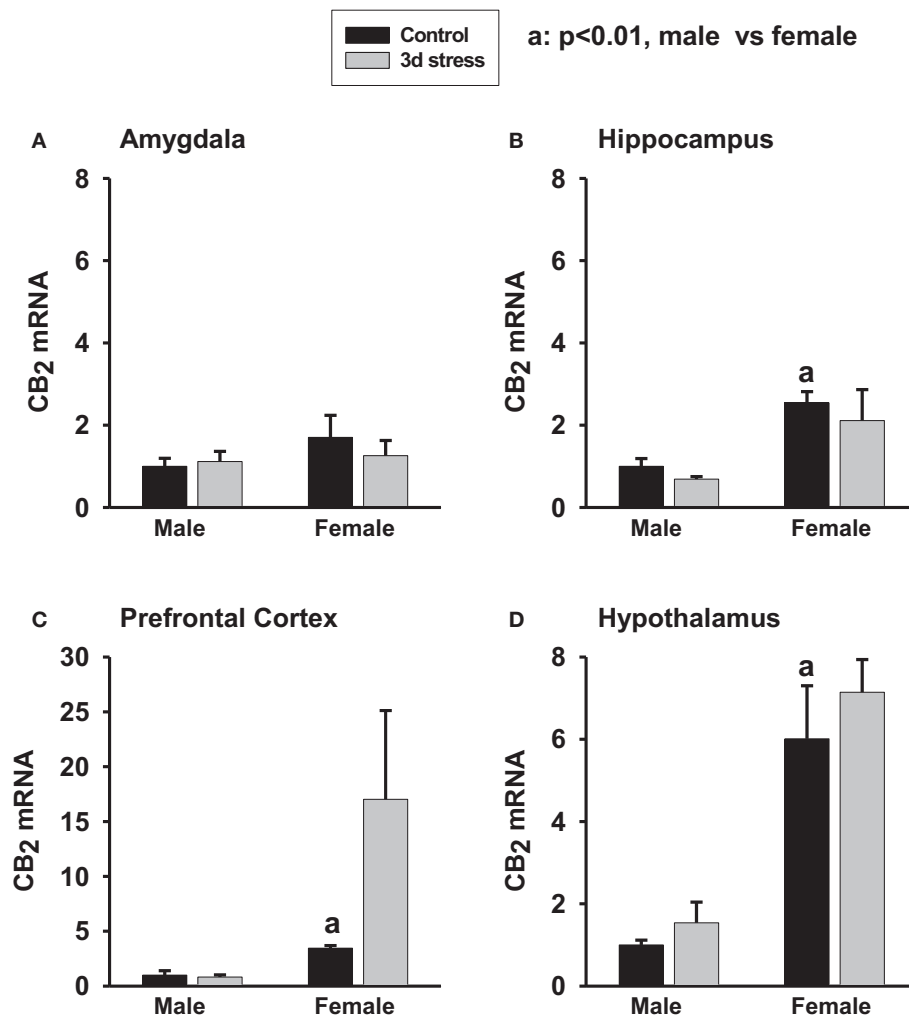 Control
3d stress
a: p<0.01, male vs female
A Amygdala
8
6
4
2
0
CB2 mRNA
Male Female
B Hippocampus
8
6
4
2
0
CB2 mRNA
a
Male Female
C Prefrontal Cortex
30
25
20
15
10
5
0
CB2 mRNA
a
Male Female
D Hypothalamus
8
6
4
2
0
CB2 mRNA
a
Male Female